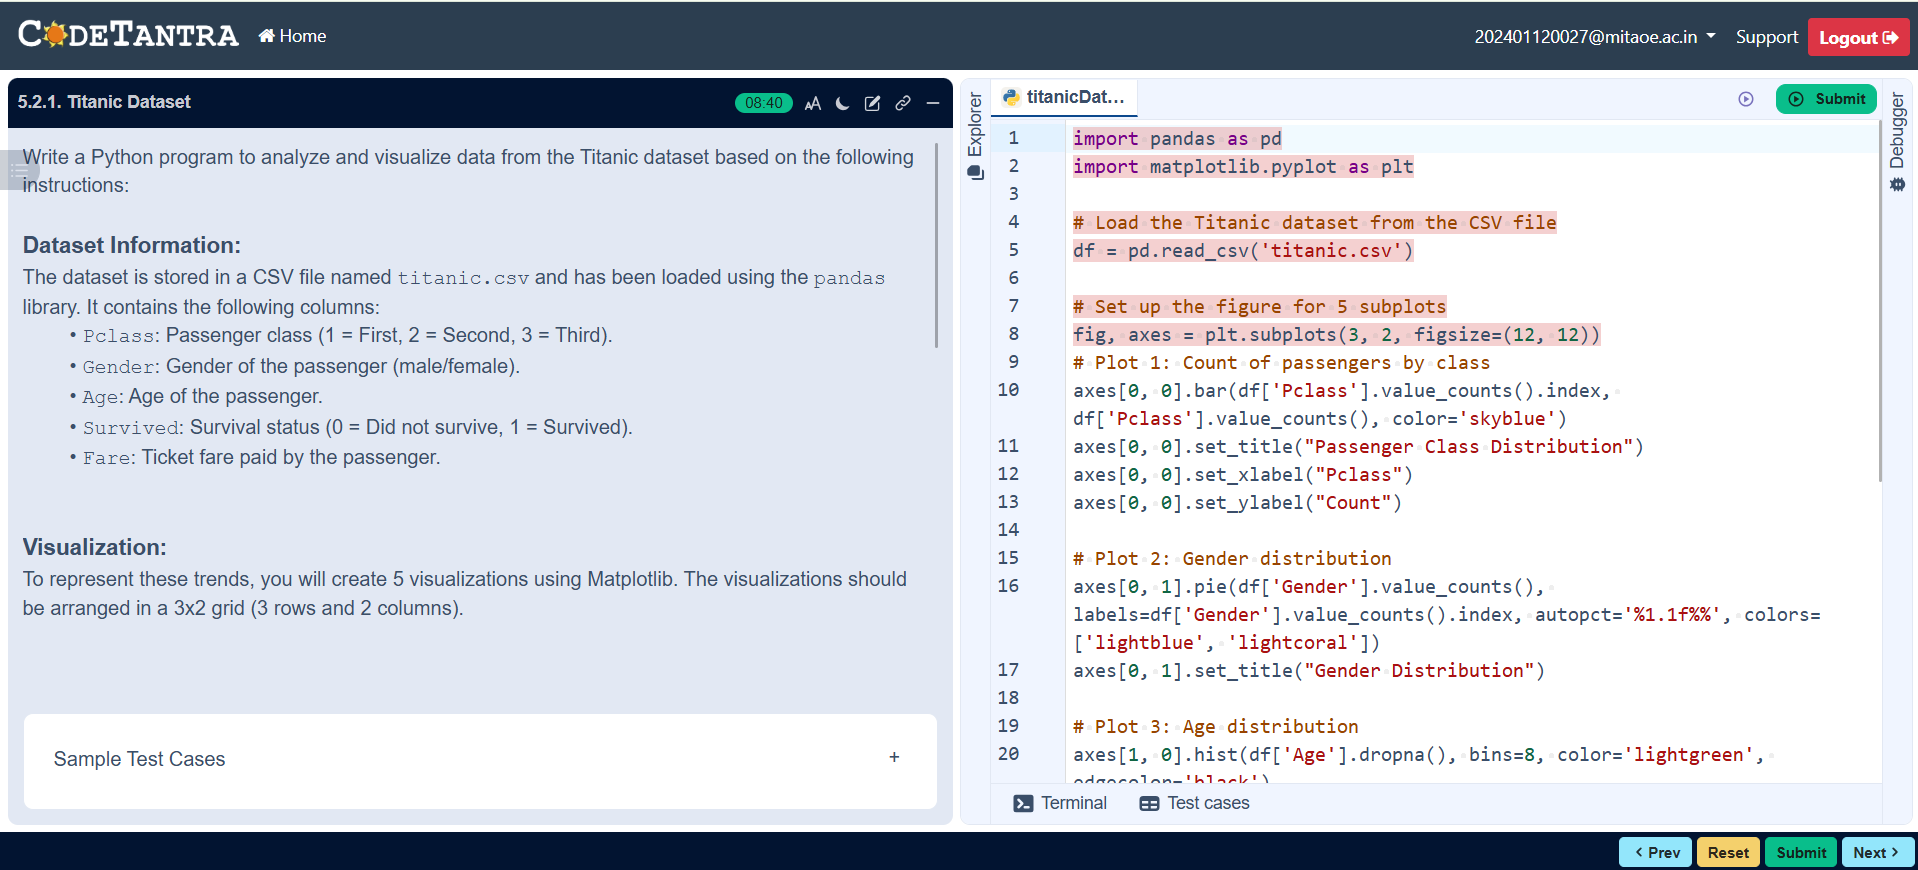 CODETANTRA
Home
202401120027@mitaoe.ac.in
Support
Logout
5.2.1. Titanic Dataset
08:40
Write a Python program to analyze and visualize data from the Titanic dataset based on the following
instructions:
Dataset Information:
The dataset is stored in a CSV file named titanic.csv and has been loaded using the pandas
library. It contains the following columns:
• Pclass: Passenger class (1 = First, 2 = Second, 3 = Third).
• Gender: Gender of the passenger (male/female).
• Age: Age of the passenger.
• Survived: Survival status (0 = Did not survive, 1 = Survived).
• Fare: Ticket fare paid by the passenger.
Visualization:
To represent these trends, you will create 5 visualizations using Matplotlib. The visualizations should
be arranged in a 3x2 grid (3 rows and 2 columns).
Sample Test Cases
+
Explorer
titanicDat...
Submit
Debugger
1 import pandas as pd
2 import matplotlib.pyplot as plt
3
4 # Load the Titanic dataset from the CSV file
5 df = pd.read_csv('titanic.csv')
6
7 # Set up the figure for 5 subplots
8 fig, axes = plt.subplots(3, 2, figsize=(12, 12))
9 # Plot 1: Count of passengers by class
10 axes[0, 0].bar(df['Pclass'].value_counts().index,
df['Pclass'].value_counts(), color='skyblue')
11 axes[0, 0].set_title("Passenger Class Distribution")
12 axes[0, 0].set_xlabel("Pclass")
13 axes[0, 0].set_ylabel("Count")
14
15 # Plot 2: Gender distribution
16 axes[0, 1].pie(df['Gender'].value_counts(),
labels=df['Gender'].value_counts().index, autopct='%1.1f%%', colors=
['lightblue', 'lightcoral'])
17 axes[0, 1].set_title("Gender Distribution")
18
19 # Plot 3: Age distribution
20 axes[1, 0].hist(df['Age'].dropna(), bins=8, color='lightgreen',
edgecolor='black')
Terminal
Test cases
Prev
Reset
Submit
Next